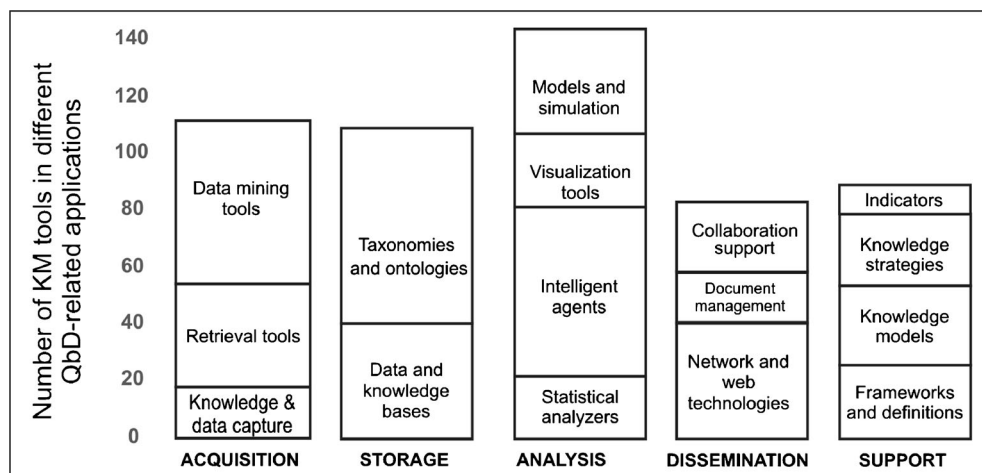 Number of KM tools in different
QbD-related applications
140
120
100
80
60
40
20
0
Data mining
tools
Retrieval tools
Knowledge &
data capture
ACQUISITION
Taxonomies
and ontologies
Data and
knowledge
bases
STORAGE
Models and
simulation
Visualization
tools
Intelligent
agents
Statistical
analyzers
ANALYSIS
Collaboration
support
Document
management
Network and
web
technologies
DISSEMINATION
Indicators
Knowledge
strategies
Knowledge
models
Frameworks
and definitions
SUPPORT